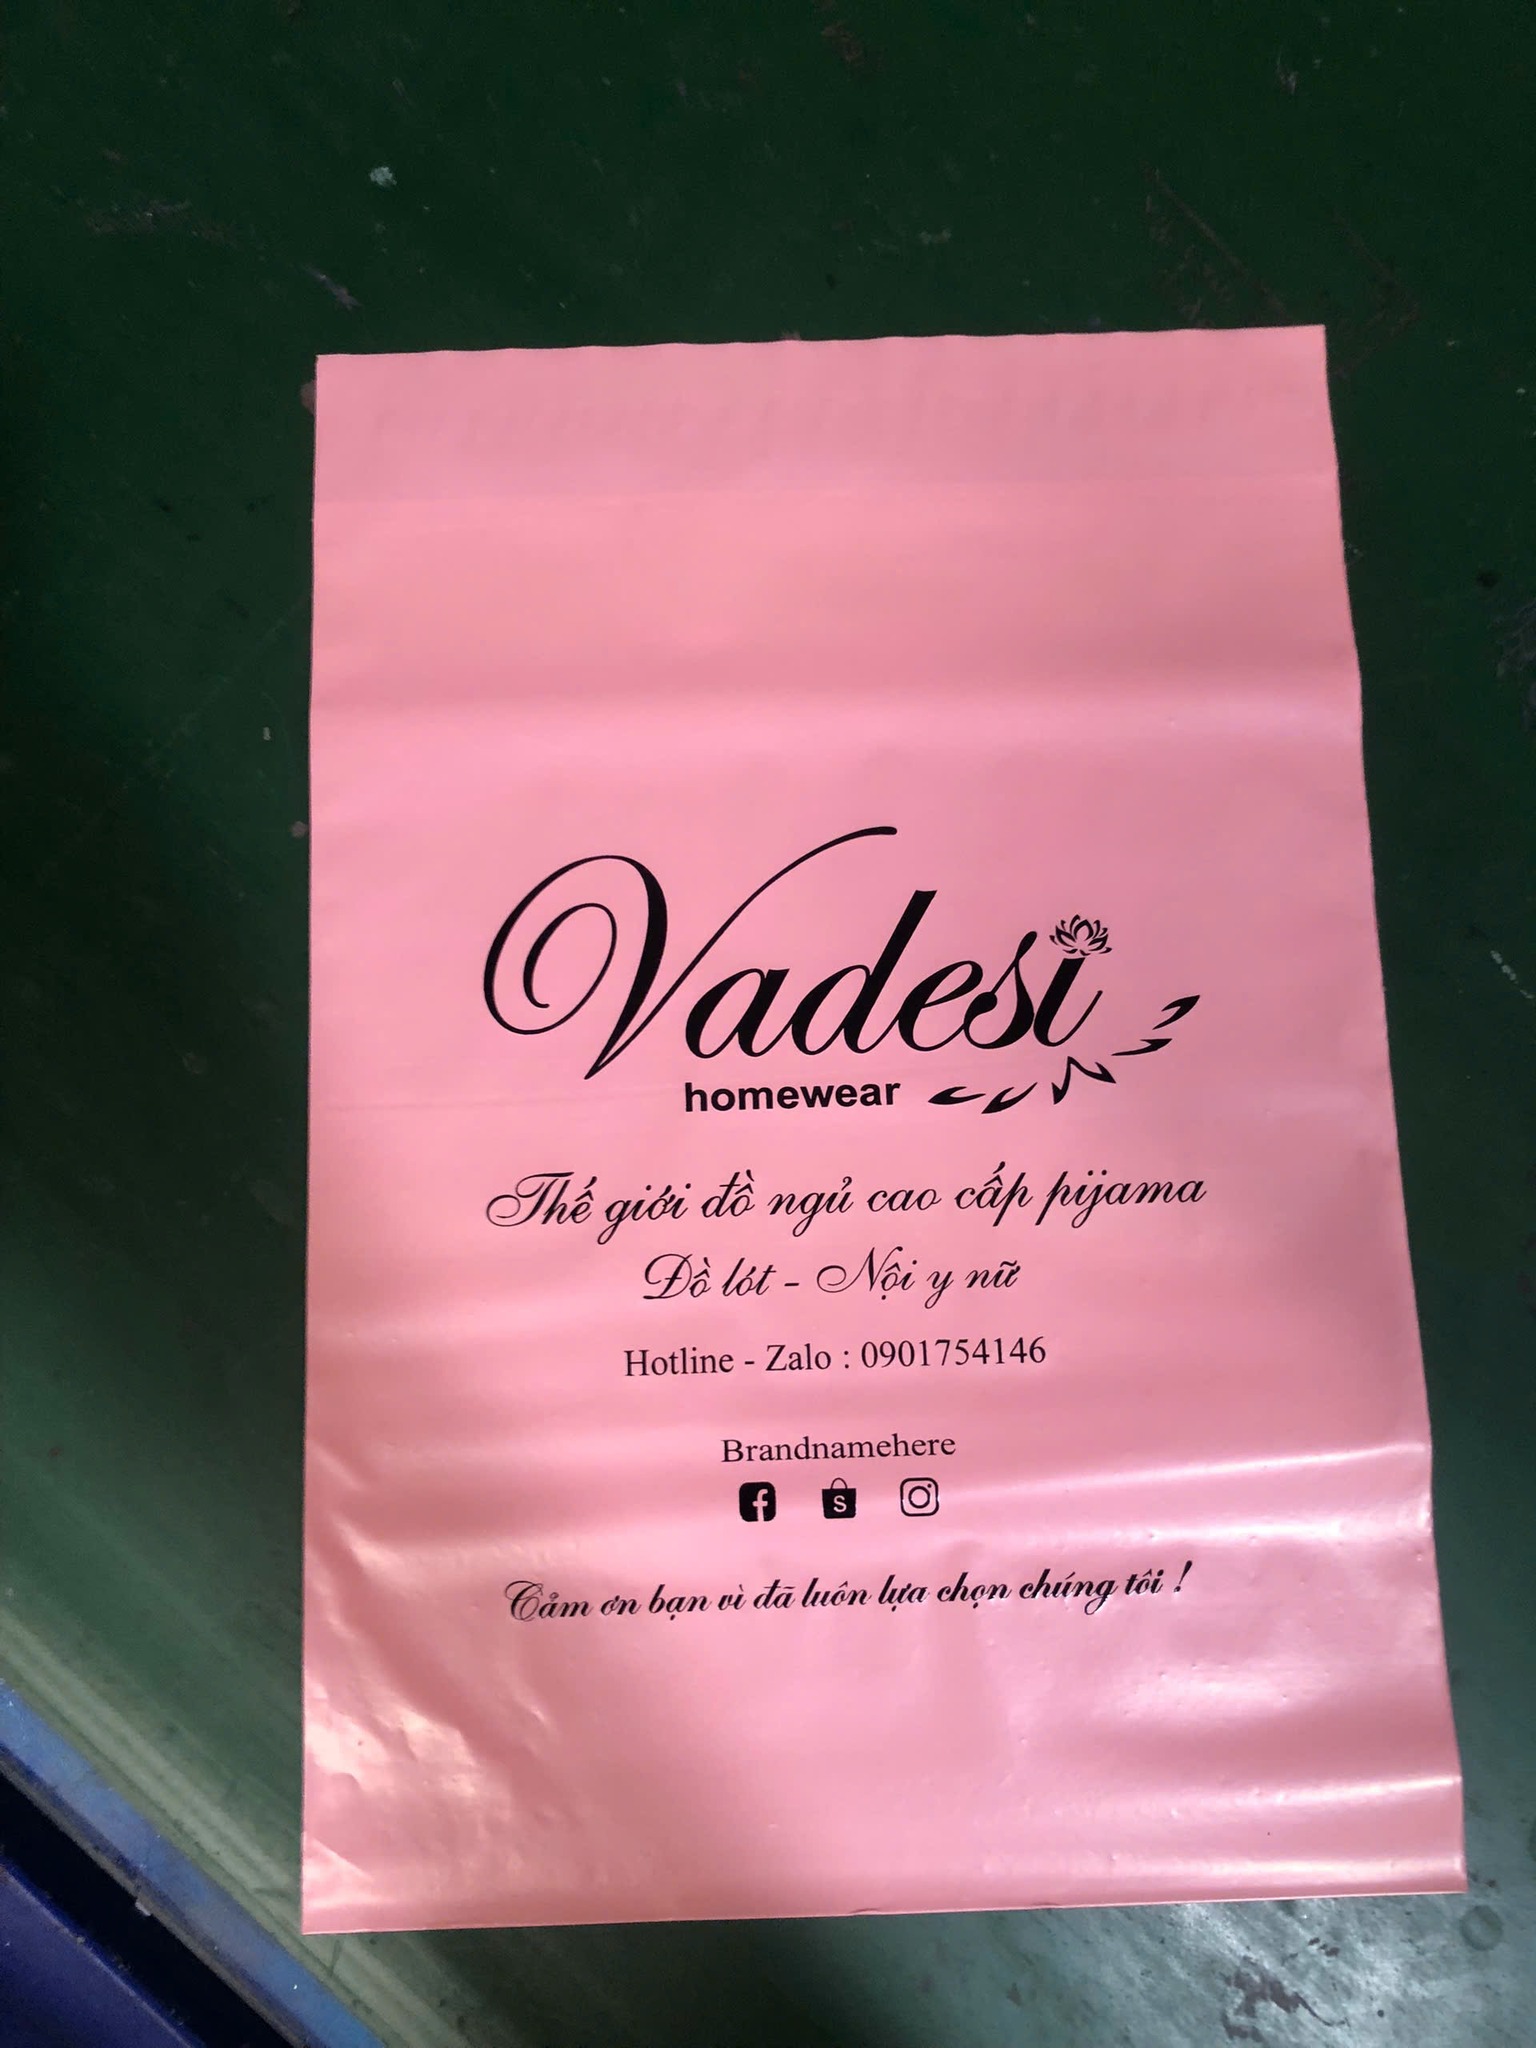 Vadesi
homewear
Thế giới đồ ngủ cao cấp pijama
Đồ lót - Nội y nữ
Hotline - Zalo : 0901754146
Brandnamehere
f S
Cảm ơn bạn vì đã luôn lựa chọn chúng tôi !